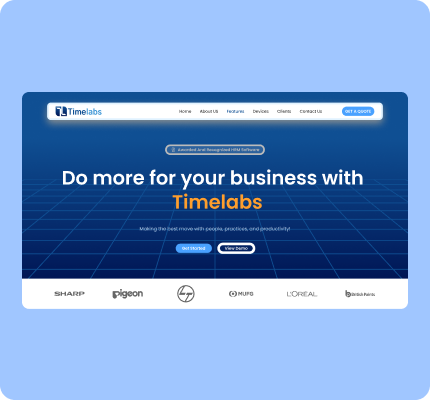 Timelabs
Home About US Features Devices Clients Contact Us GET A QUOTE
Awarded And Recognised HRM Software
Do more for your business with
Timelabs
Making the best move with people, practices, and productivity!
Get Started View Demo
SHARP pigeon MUFG L'ORÉAL British Paints